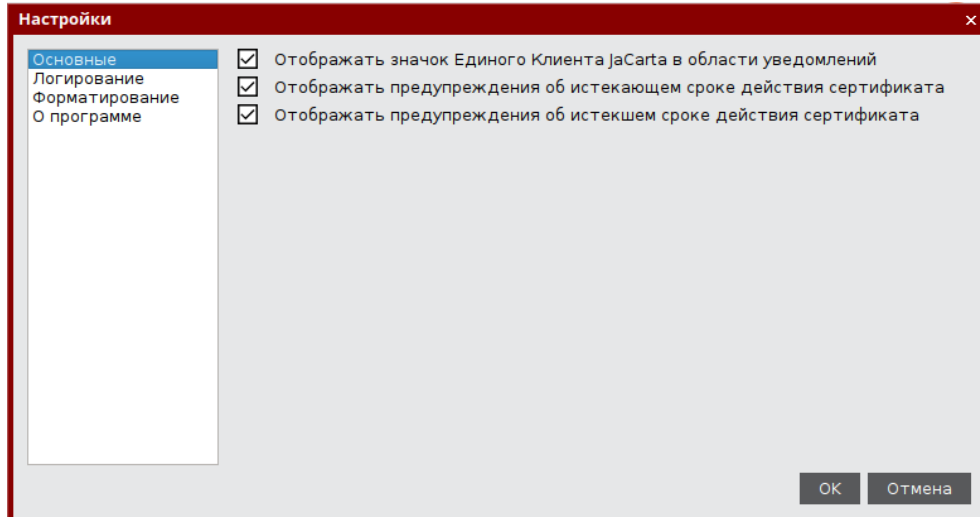 Настройки
Основные
Логирование
Форматирование
О программе
Отображать значок Единого Клиента JaCarta в области уведомлений
Отображать предупреждения об истекающем сроке действия сертификата
Отображать предупреждения об истекшем сроке действия сертификата
OK
Отмена